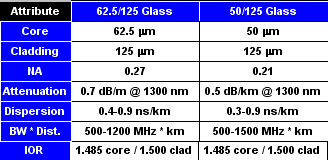 Attribute 62.5/125 Glass 50/125 Glass
Core 62.5 µm 50 µm
Cladding 125 µm 125 µm
NA 0.27 0.21
Attenuation 0.7 dB/m @ 1300 nm 0.5 dB/km @ 1300 nm
Dispersion 0.4-0.9 ns/km 0.3-0.9 ns/km
BW * Dist. 500-1200 MHz * km 500-1500 MHz * km
IOR 1.485 core / 1.500 clad 1.485 core / 1.500 clad